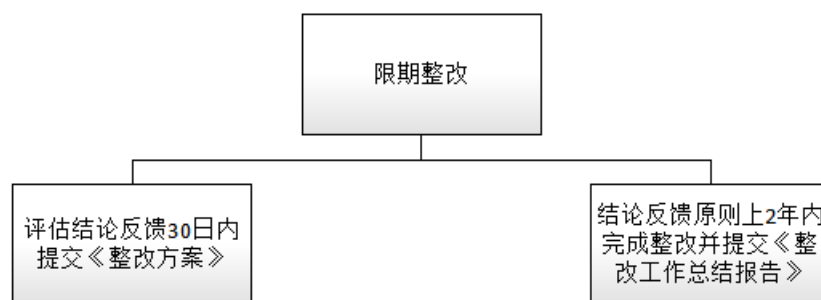 限期整改
评估结论反馈30日内
提交《整改方案》
结论反馈原则上2年内
完成整改并提交《整
改工作总结报告》